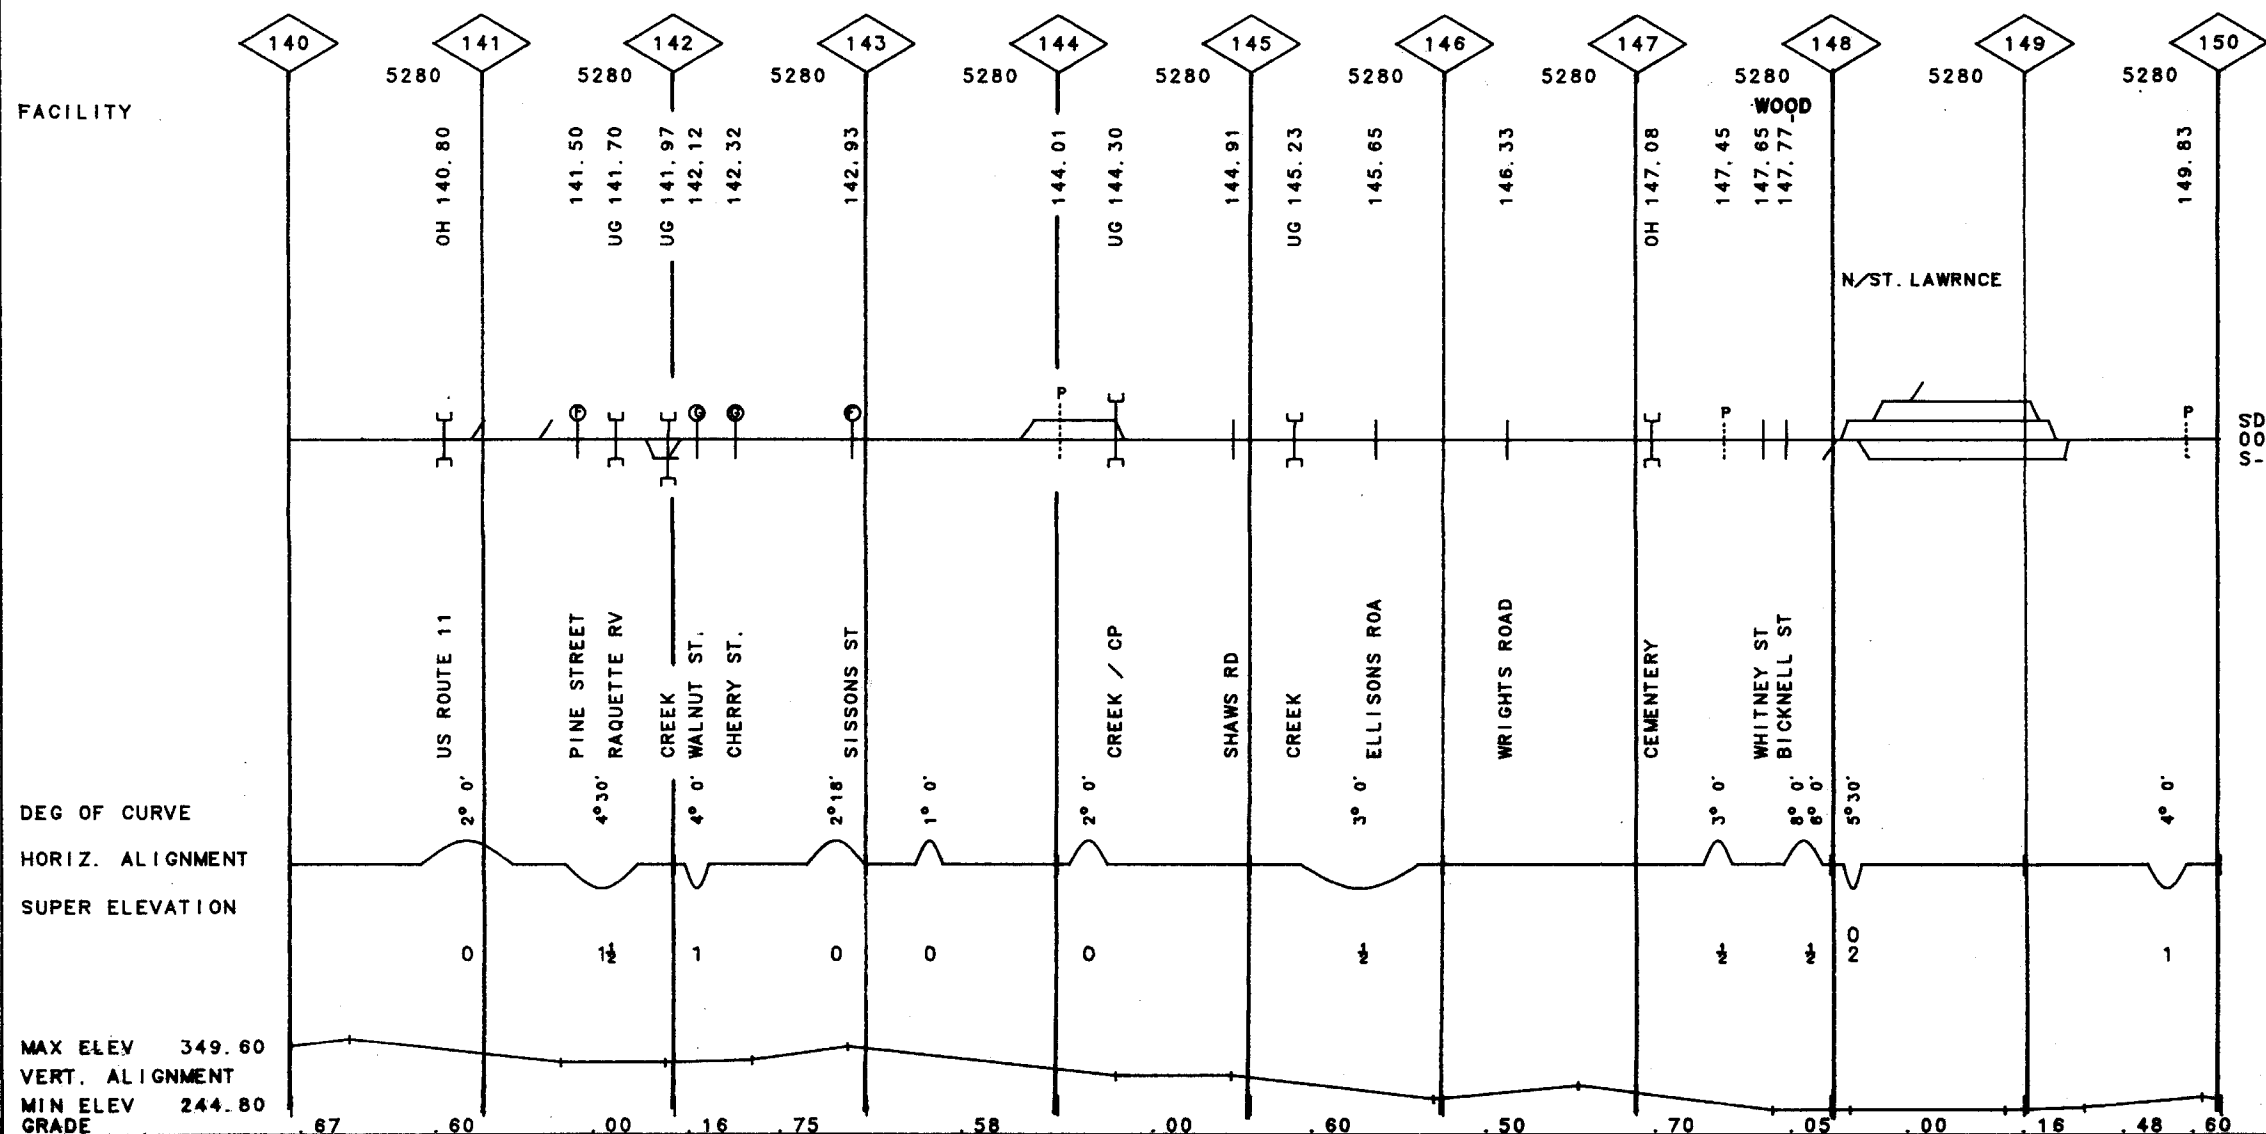 140 141 142 143 144 145 146 147 148 149 150
5280 5280 5280 5280 5280 5280 5280 5280 5280 5280
FACILITY
WOOD
OH 140.80
141.50
UG 141.70
UG 141.97
142.12
142.32
142.93
144.01
UG 144.30
144.91
UG 145.23
145.65
146.33
OH 147.08
147.45
147.65
147.77
149.83
N/ST. LAWRNCE
F G G F P P P
SD
00
S-
US ROUTE 11
PINE STREET
RAQUETTE RV
CREEK
WALNUT ST.
CHERRY ST.
SISSONS ST
CREEK / CP
SHAWS RD
CREEK
ELLISONS ROA
WRIGHTS ROAD
CEMENTERY
WHITNEY ST
BICKNELL ST
DEG OF CURVE 2° 0' 4°30' 4° 0' 2°18' 1° 0' 2° 0' 3° 0' 3° 0' 8° 0' 6° 0' 5°30' 4° 0'
HORIZ. ALIGNMENT
SUPER ELEVATION
0
0 1½ 1 0 0 0 ½ ½ ½ 2 1
MAX ELEV 349.60
VERT. ALIGNMENT
MIN ELEV 244.80
GRADE .67 .60 .00 .16 .75 .58 .00 .60 .50 .70 .05 .00 .16 .48 .60